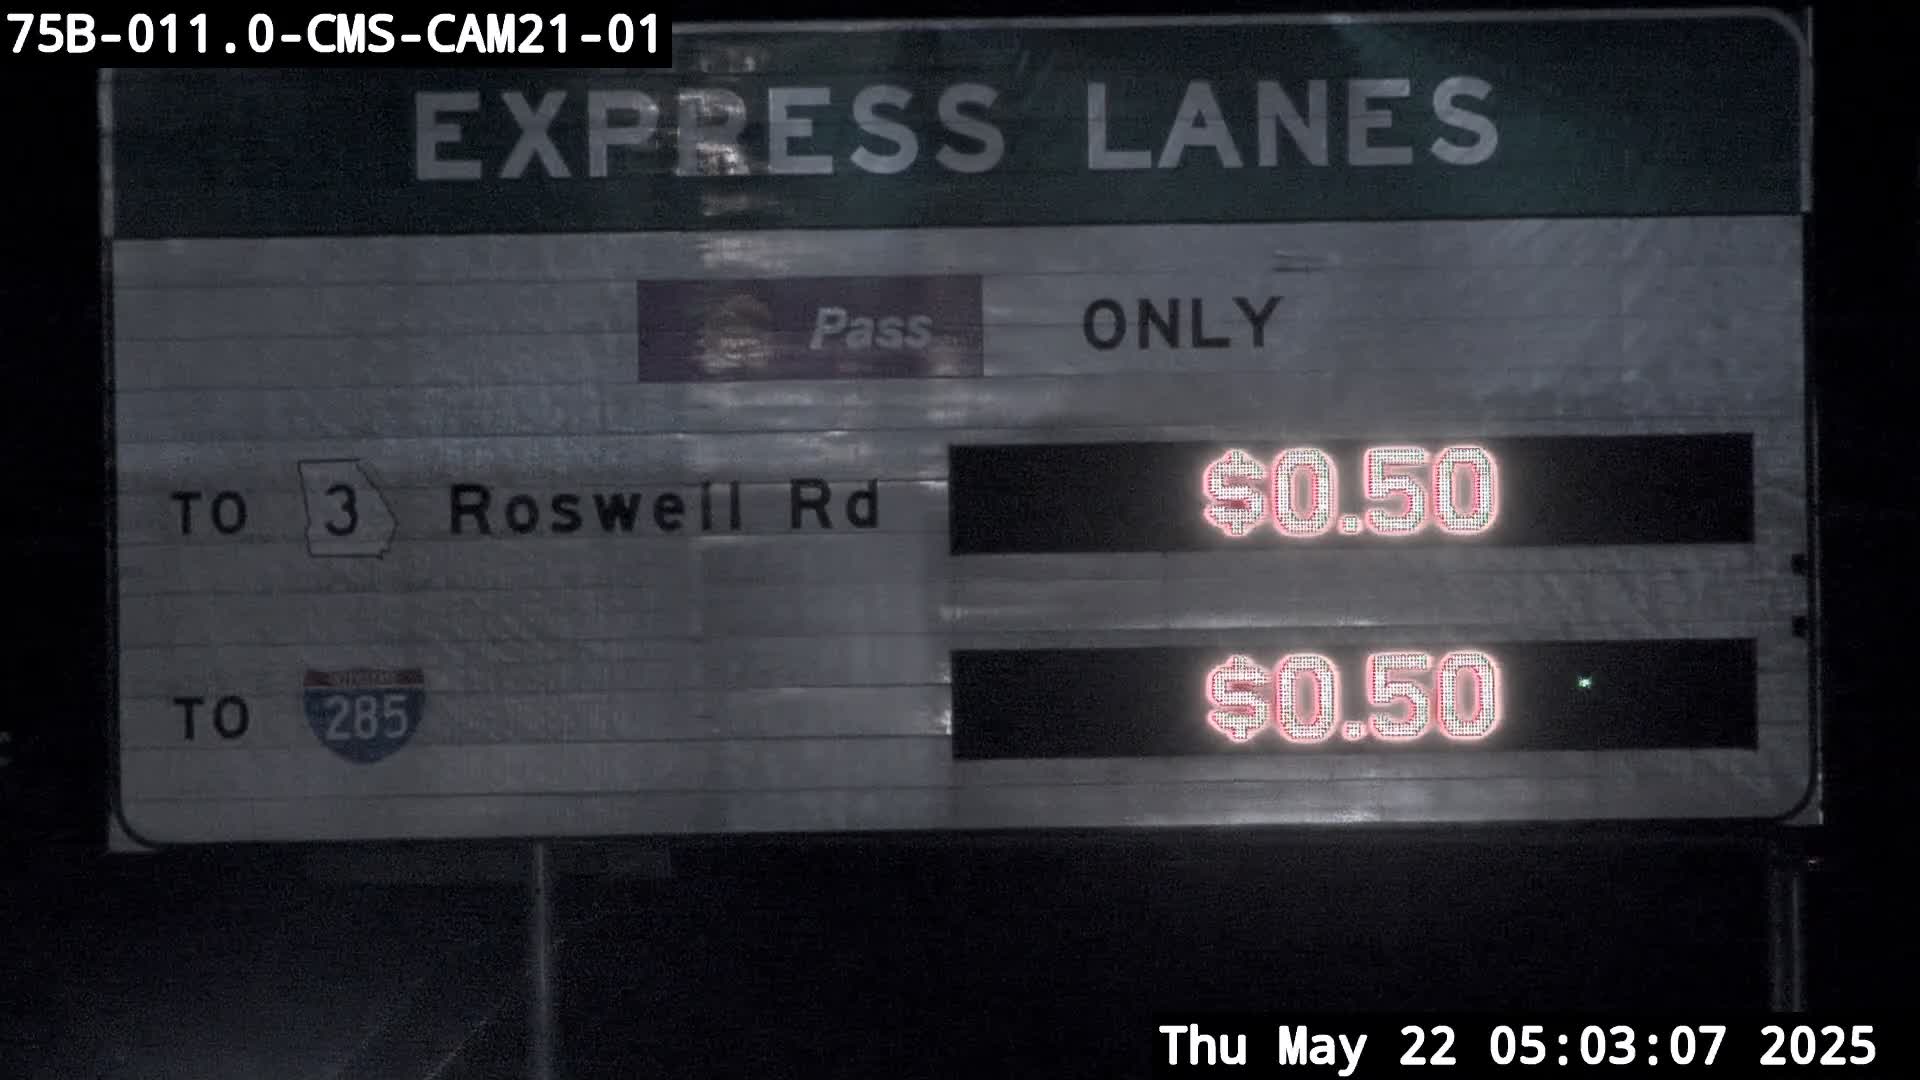 75B-011.0-CMS-CAM21-01
EXPRESS LANES
Pass ONLY
TO 3 Roswell Rd $0.50
TO 285 $0.50
Thu May 22 05:03:07 2025